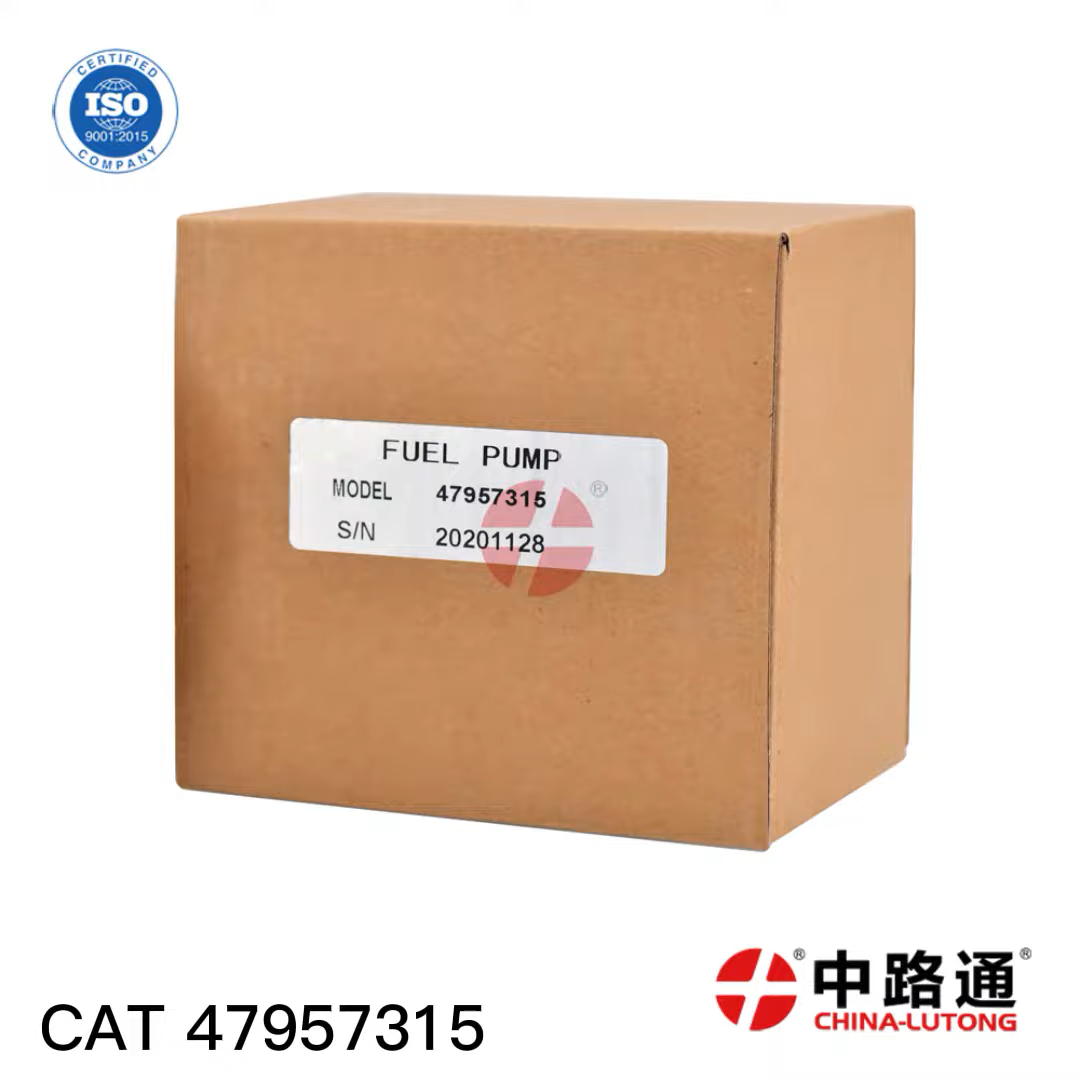 CERTIFIED
ISO
9001:2015
COMPANY
FUEL PUMP
MODEL 47957315
®
S/N 20201128
® 中路通 ®
CHINA-LUTONG
CAT 47957315